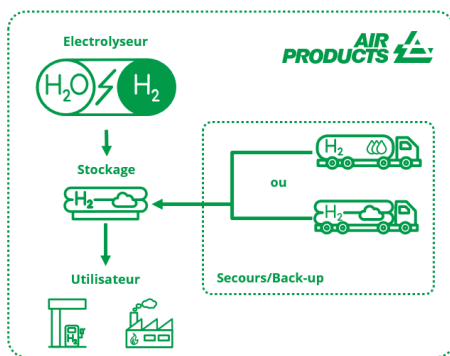 Electrolyseur
AIR
PRODUCTS
H₂O
H₂
Stockage
H₂
H₂
ou
H₂
Utilisateur
Secours/Back-up
H₂